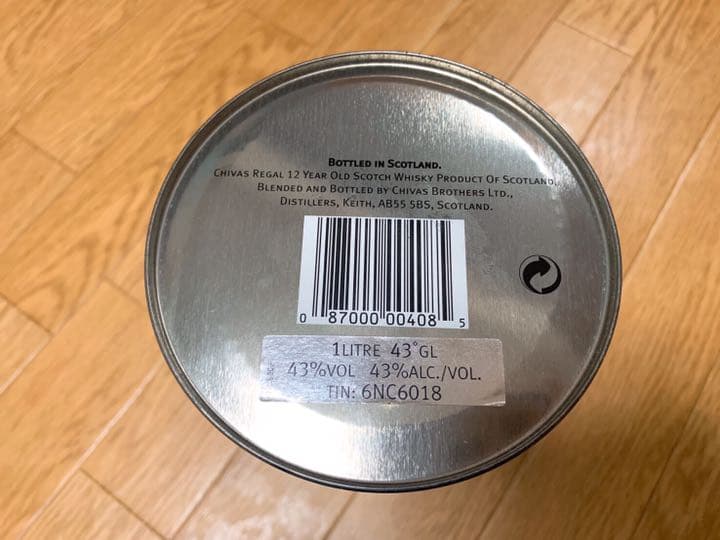 BOTTLED IN SCOTLAND.
CHIVAS REGAL 12 YEAR OLD SCOTCH WHISKY PRODUCT OF SCOTLAND.
BLENDED AND BOTTLED BY CHIVAS BROTHERS LTD.,
DISTILLERS, KEITH, AB55 5BS, SCOTLAND.
0 87000 00408 5
1LITRE 43°GL
43%VOL 43%ALC./VOL.
TIN: 6NC6018